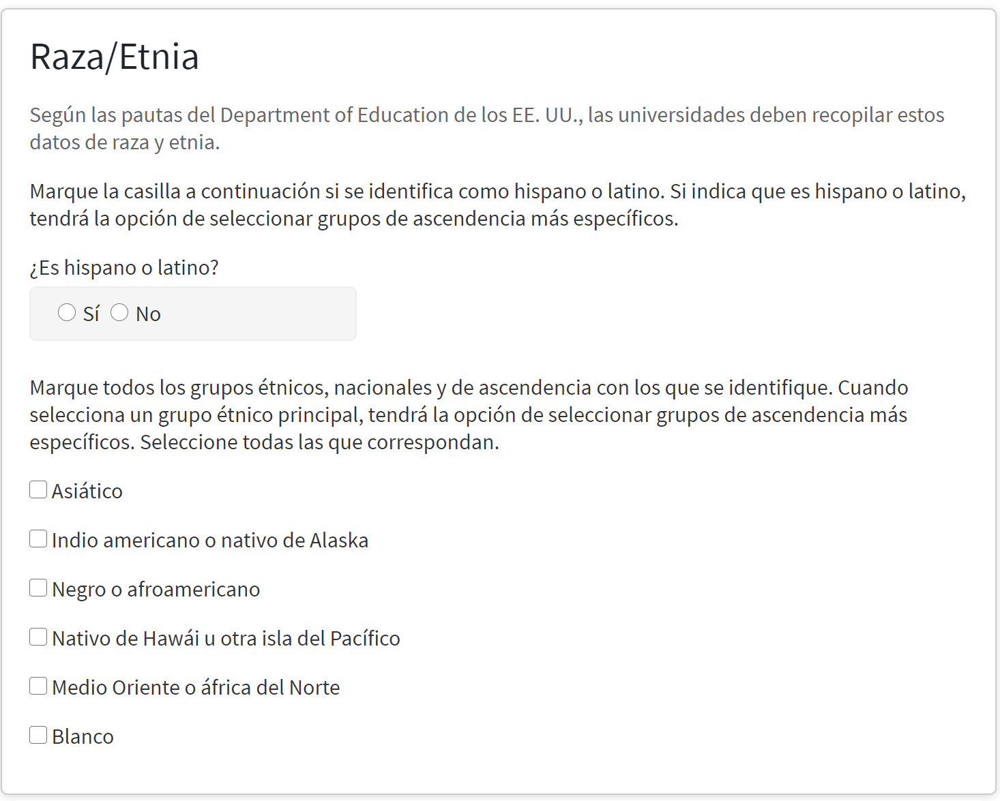 Raza/Etnia
Según las pautas del Department of Education de los EE. UU., las universidades deben recopilar estos
datos de raza y etnia.
Marque la casilla a continuación si se identifica como hispano o latino. Si indica que es hispano o latino,
tendrá la opción de seleccionar grupos de ascendencia más específicos.
¿Es hispano o latino?
Sí No
Marque todos los grupos étnicos, nacionales y de ascendencia con los que se identifique. Cuando
selecciona un grupo étnico principal, tendrá la opción de seleccionar grupos de ascendencia más
específicos. Seleccione todas las que correspondan.
Asiático
Indio americano o nativo de Alaska
Negro o afroamericano
Nativo de Hawái u otra isla del Pacífico
Medio Oriente o áfrica del Norte
Blanco